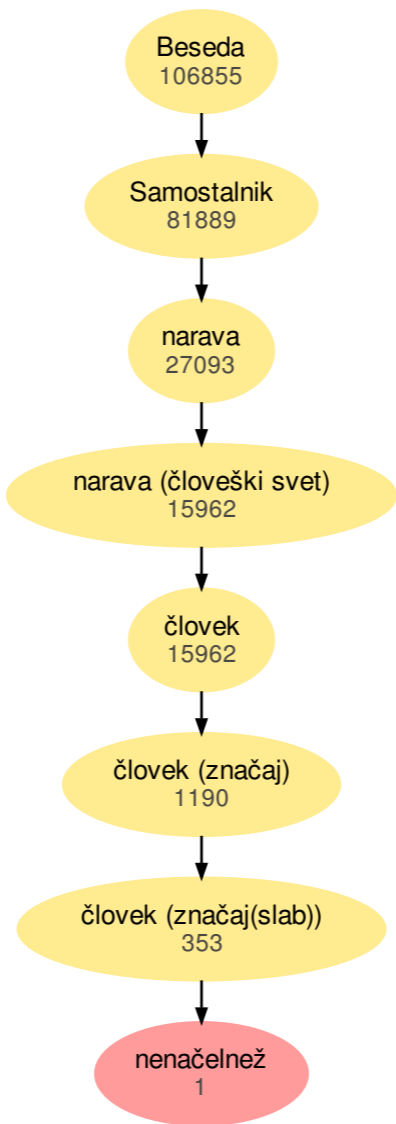 Beseda
106855
Samostalnik
81889
narava
27093
narava (človeški svet)
15962
človek
15962
človek (značaj)
1190
človek (značaj(slab))
353
nenačelnež
1